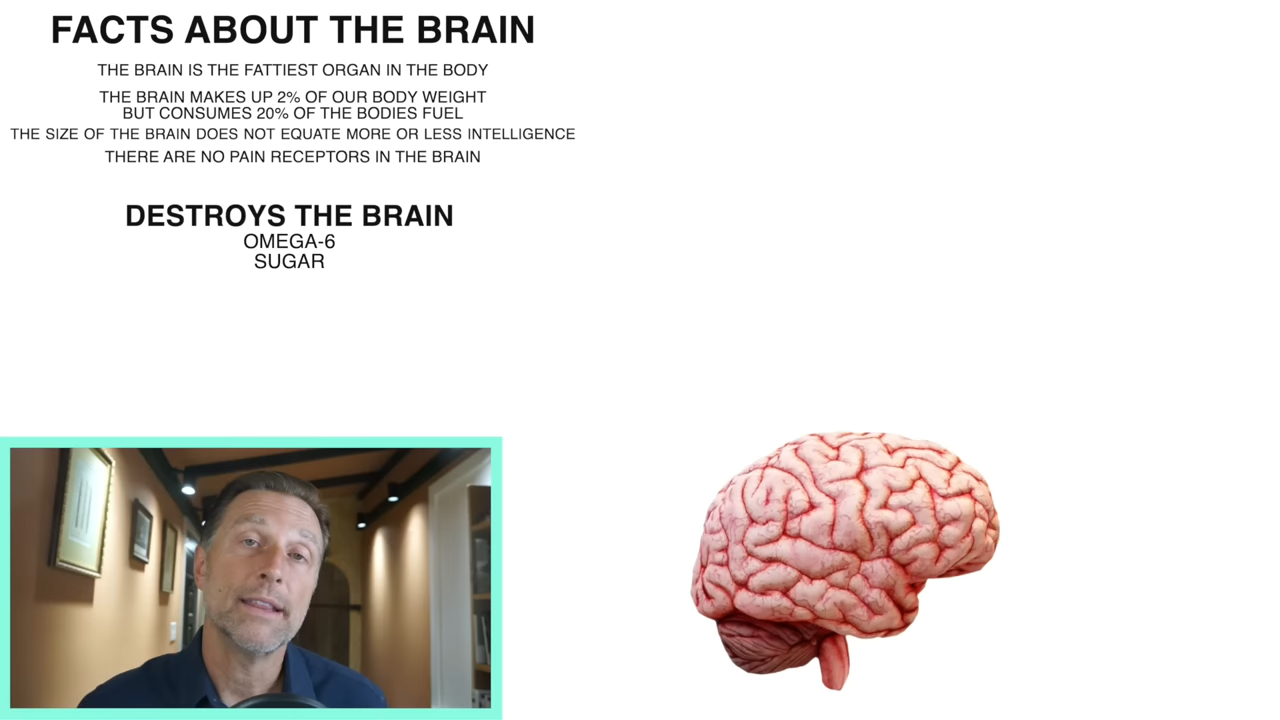 FACTS ABOUT THE BRAIN
THE BRAIN IS THE FATTIEST ORGAN IN THE BODY
THE BRAIN MAKES UP 2% OF OUR BODY WEIGHT
BUT CONSUMES 20% OF THE BODIES FUEL
THE SIZE OF THE BRAIN DOES NOT EQUATE MORE OR LESS INTELLIGENCE
THERE ARE NO PAIN RECEPTORS IN THE BRAIN
DESTROYS THE BRAIN
OMEGA-6
SUGAR